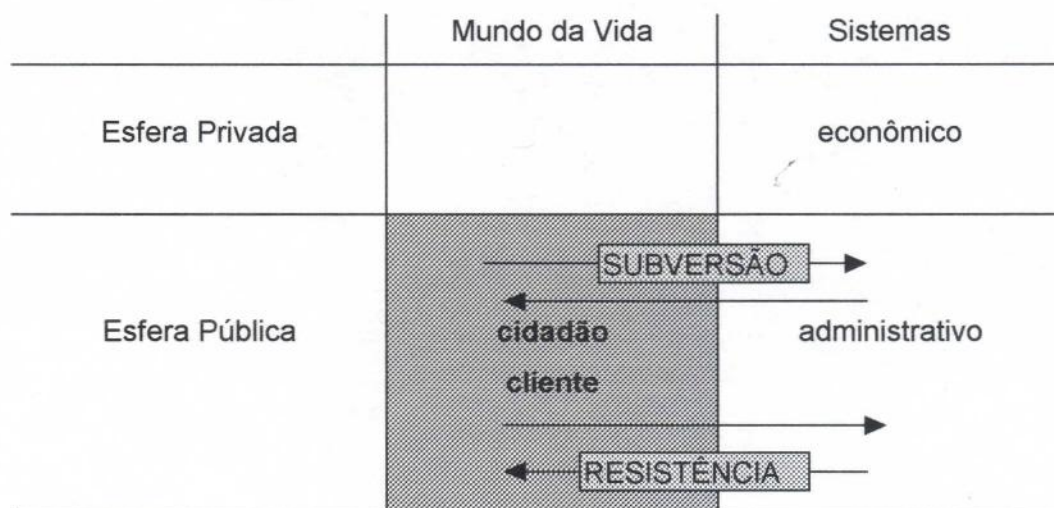 Mundo da Vida Sistemas
Esfera Privada econômico
SUBVERSÃO
Esfera Pública cidadão administrativo
cliente
RESISTÊNCIA